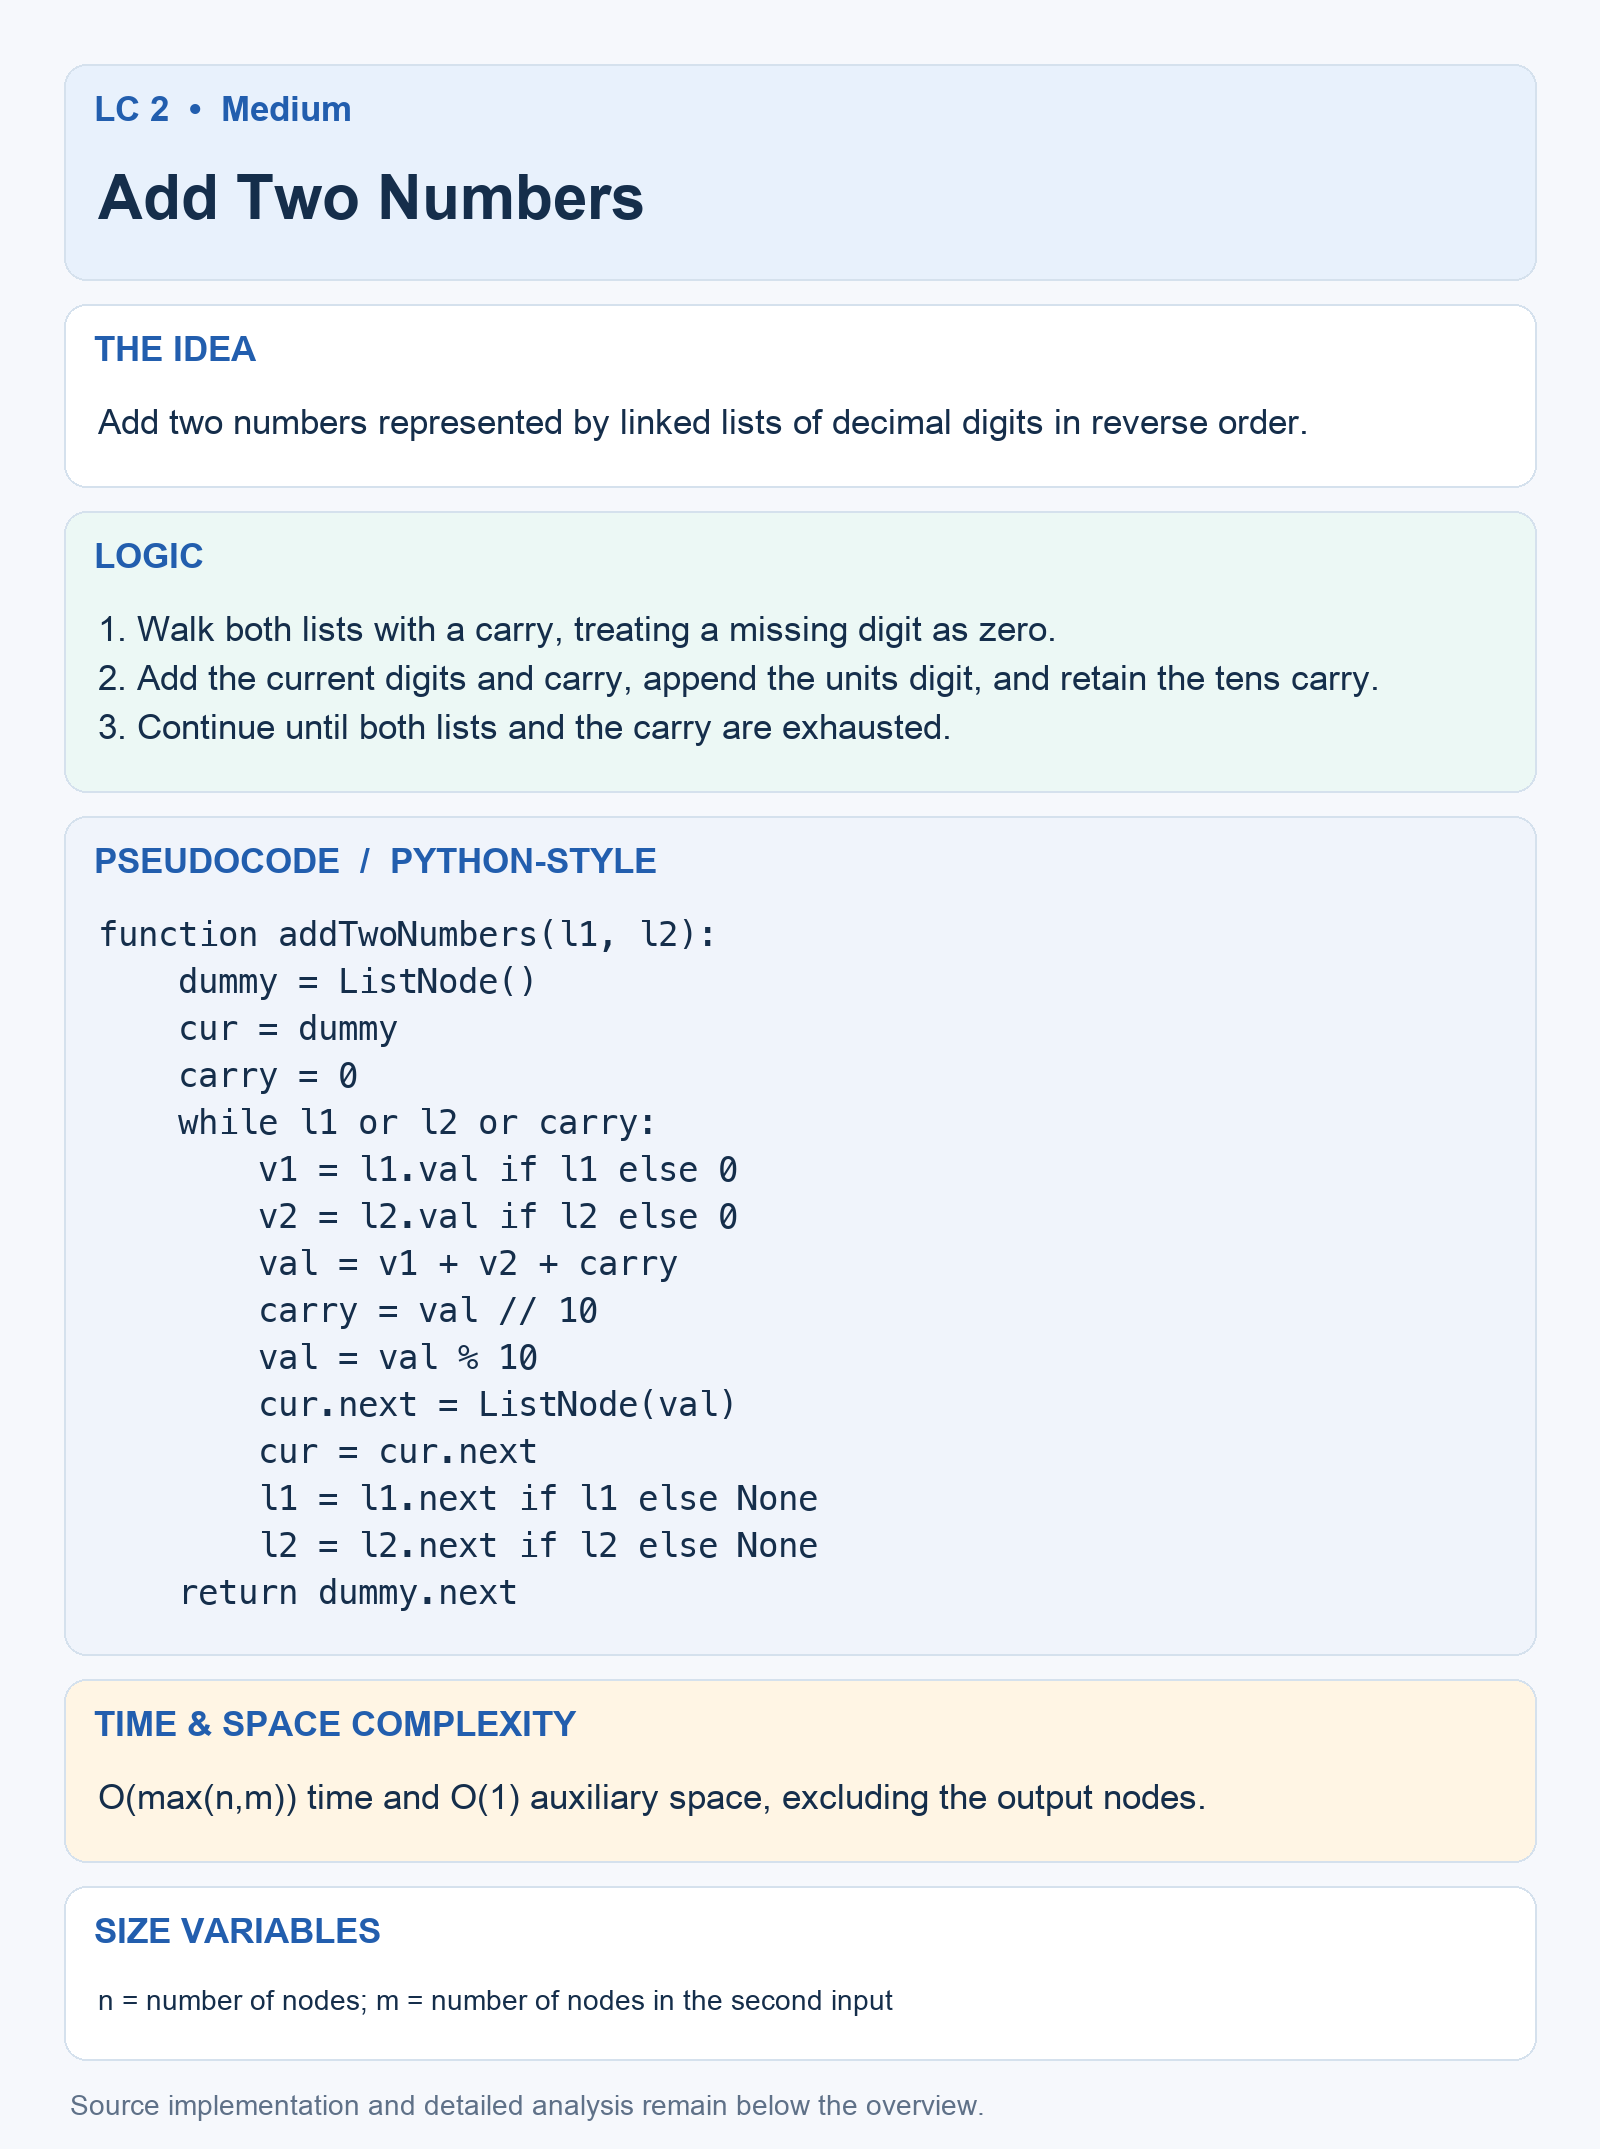 LC 2 • Medium
Add Two Numbers
THE IDEA
Add two numbers represented by linked lists of decimal digits in reverse order.
LOGIC
1. Walk both lists with a carry, treating a missing digit as zero.
2. Add the current digits and carry, append the units digit, and retain the tens carry.
3. Continue until both lists and the carry are exhausted.
PSEUDOCODE / PYTHON-STYLE
function addTwoNumbers(l1, l2):
    dummy = ListNode()
    cur = dummy
    carry = 0
    while l1 or l2 or carry:
        v1 = l1.val if l1 else 0
        v2 = l2.val if l2 else 0
        val = v1 + v2 + carry
        carry = val // 10
        val = val % 10
        cur.next = ListNode(val)
        cur = cur.next
        l1 = l1.next if l1 else None
        l2 = l2.next if l2 else None
    return dummy.next
TIME & SPACE COMPLEXITY
O(max(n,m)) time and O(1) auxiliary space, excluding the output nodes.
SIZE VARIABLES
n = number of nodes; m = number of nodes in the second input
Source implementation and detailed analysis remain below the overview.